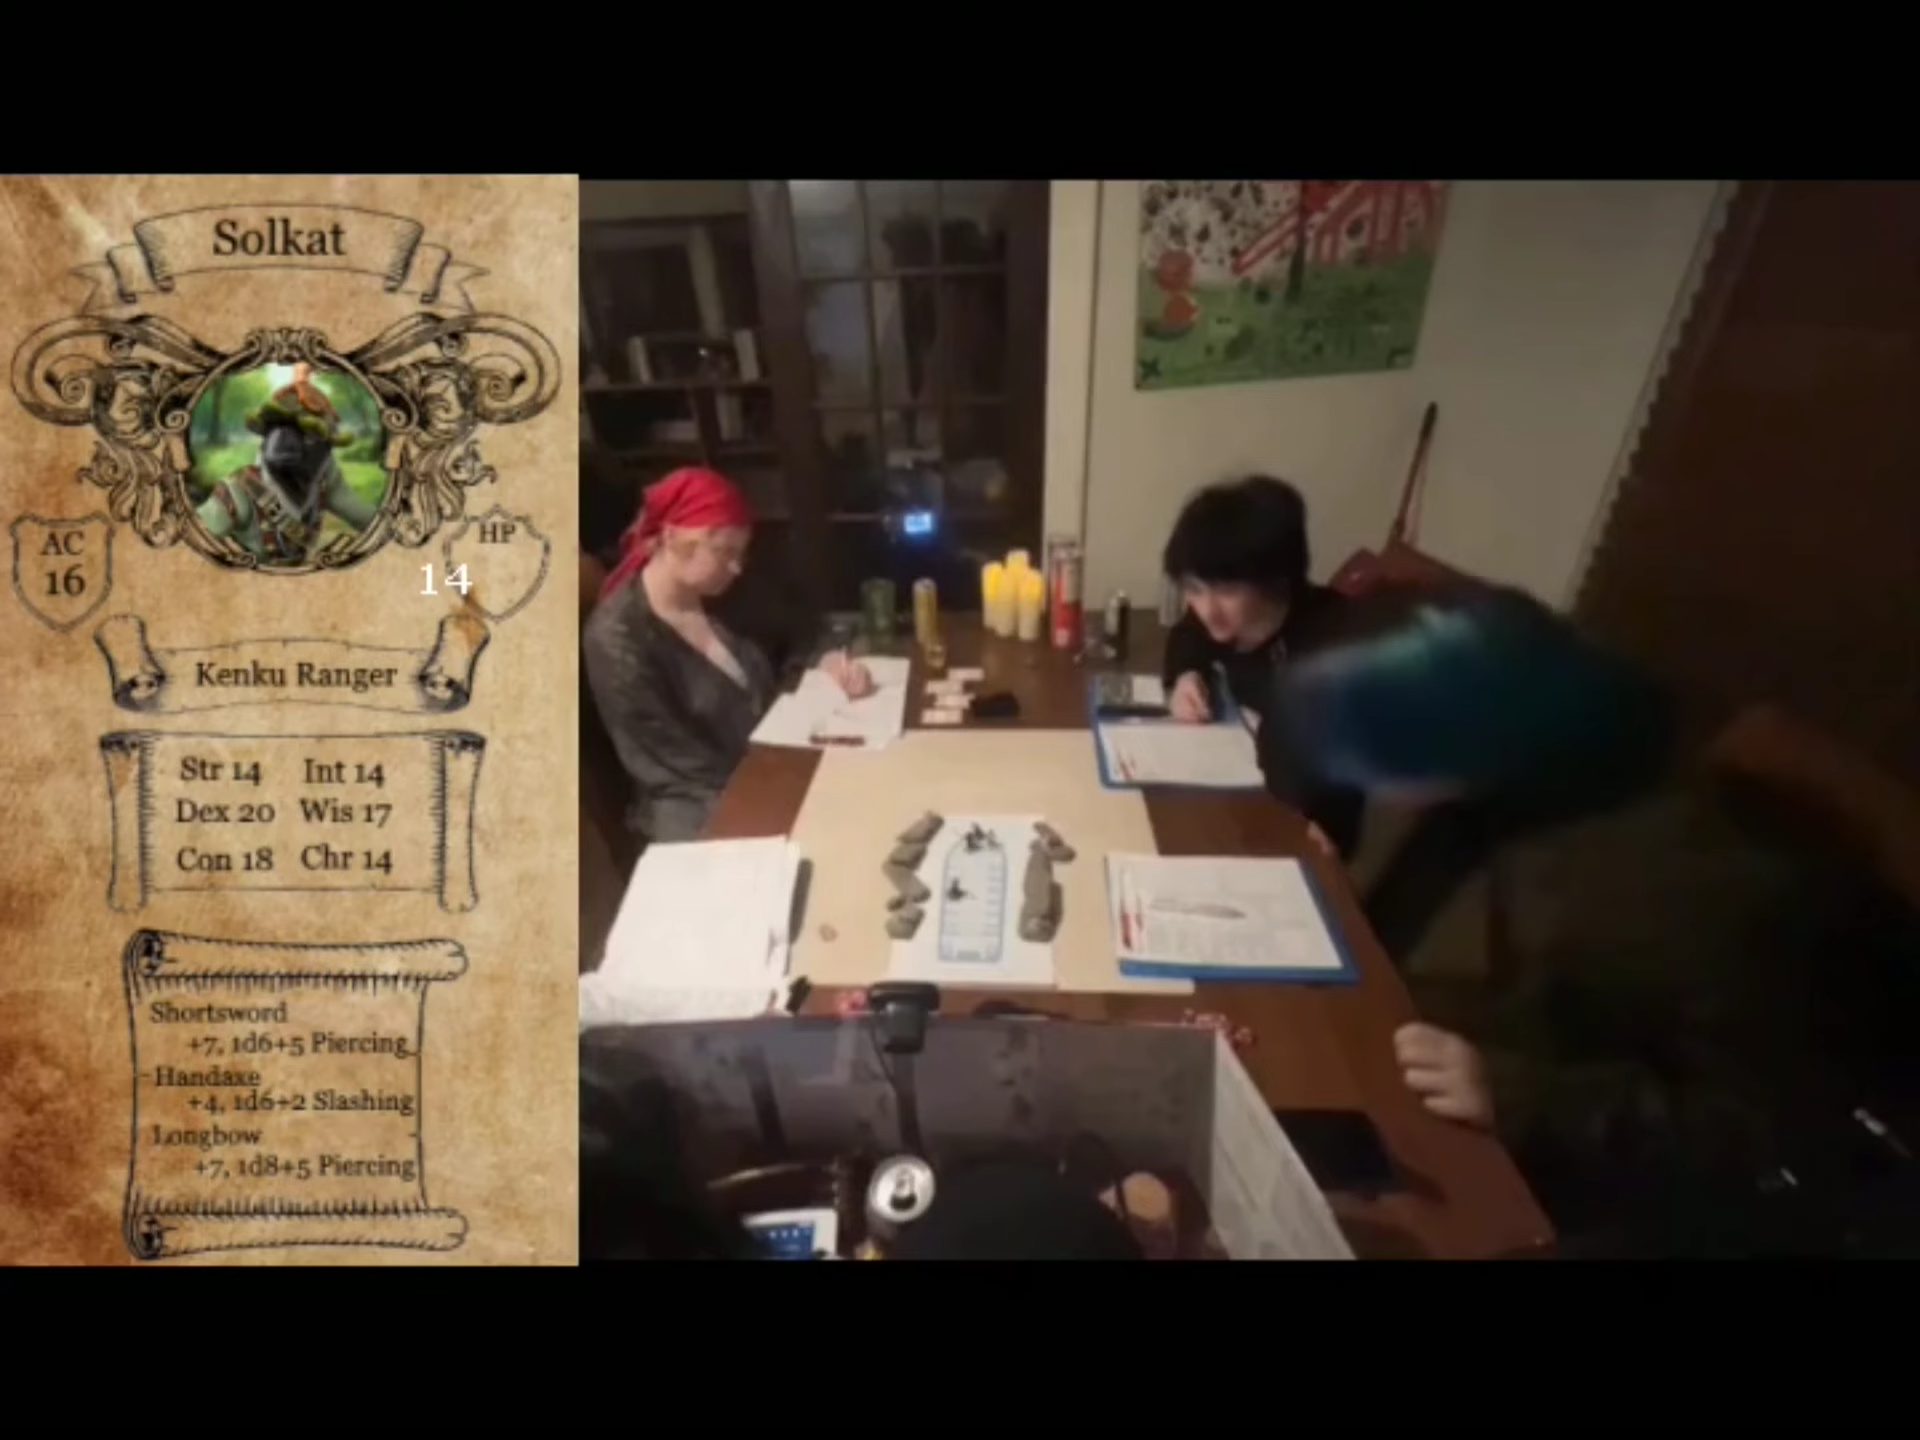 Solkat
AC
16
HP
14
Kenku Ranger
Str 14 Int 14
Dex 20 Wis 17
Con 18 Chr 14
Shortsword
+7, 1d6+5 Piercing
Handaxe
+4, 1d6+2 Slashing
Longbow
+7, 1d8+5 Piercing